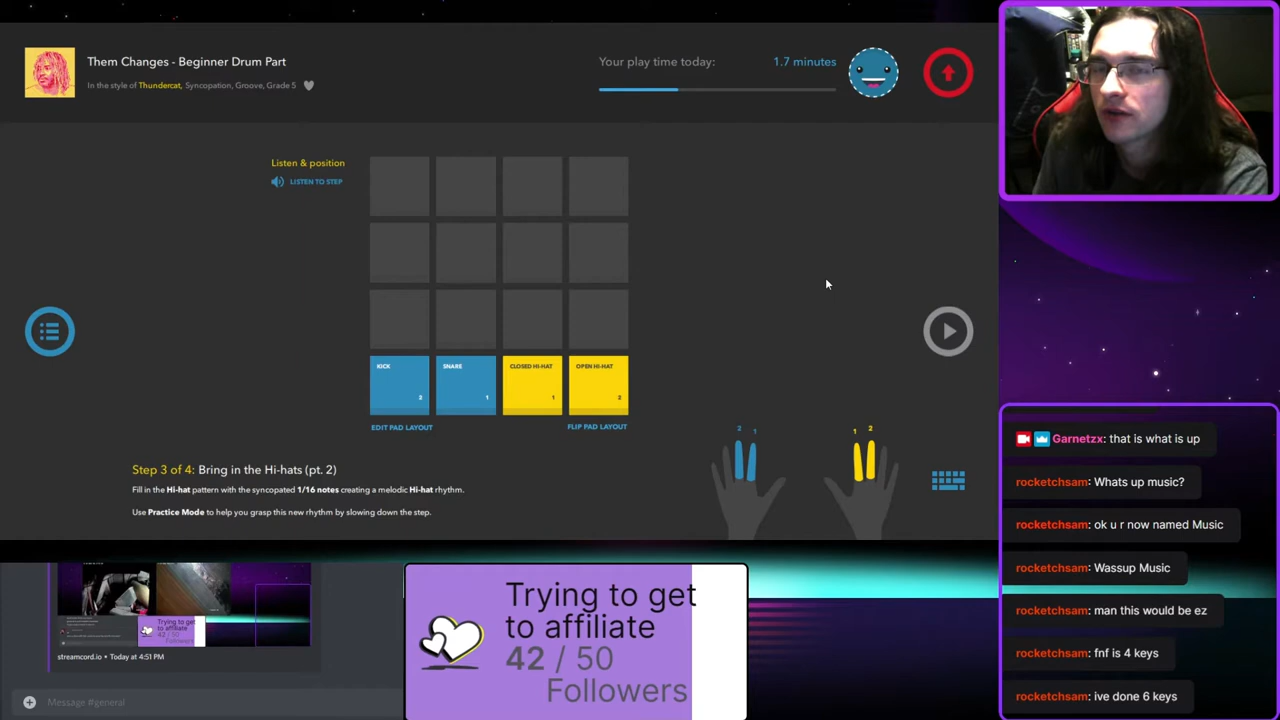 Them Changes - Beginner Drum Part
In the style of Thundercat, Syncopation, Groove, Grade 5
Your play time today:
1.7 minutes
Listen & position
LISTEN TO STEP
KICK
2
SNARE
1
CLOSED HI-HAT
1
OPEN HI-HAT
2
EDIT PAD LAYOUT
FLIP PAD LAYOUT
2 1
1 2
Step 3 of 4: Bring in the Hi-hats (pt. 2)
Fill in the Hi-hat pattern with the syncopated 1/16 notes creating a melodic Hi-hat rhythm.
Use Practice Mode to help you grasp this new rhythm by slowing down the step.
Garnetzx: that is what is up
rocketchsam: Whats up music?
rocketchsam: ok u r now named Music
rocketchsam: Wassup Music
rocketchsam: man this would be ez
rocketchsam: fnf is 4 keys
rocketchsam: ive done 6 keys
Trying to get
to affiliate
42 / 50
streamcord.io • Today at 4:51 PM
Message #general
Trying to get
to affiliate
42 / 50
Followers